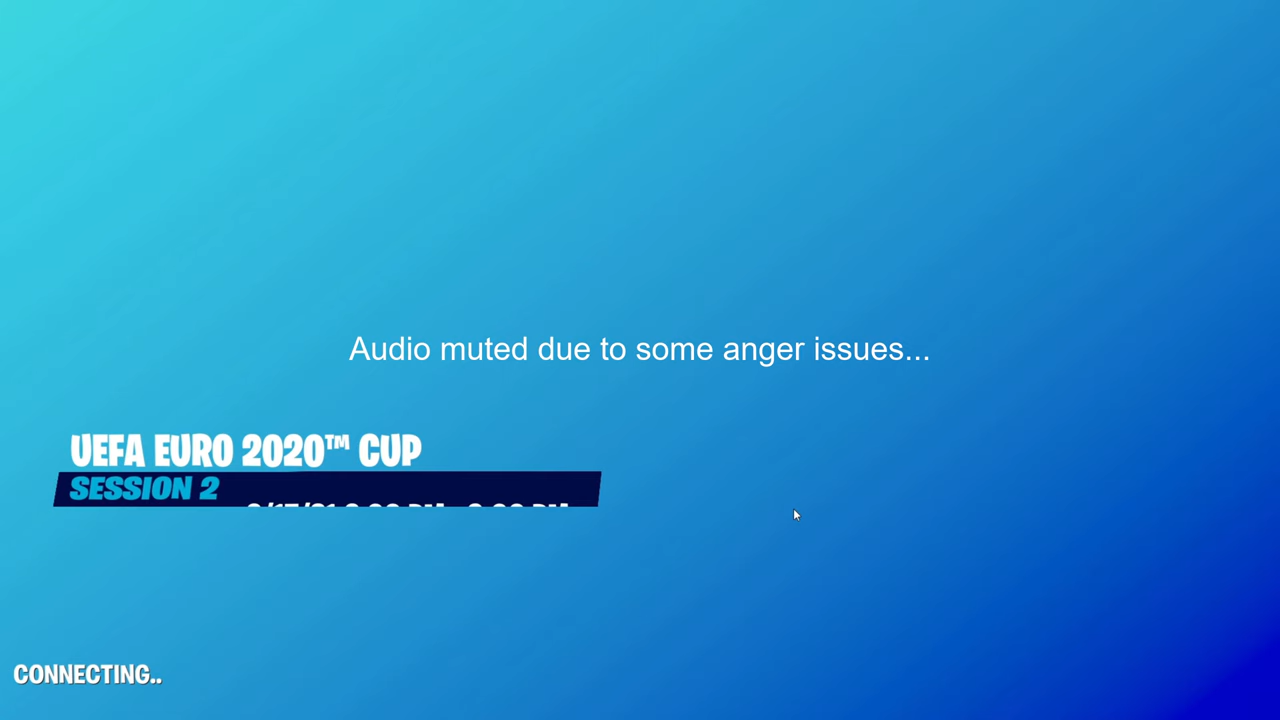 Audio muted due to some anger issues...
UEFA EURO 2020™ CUP
SESSION 2
CONNECTING..